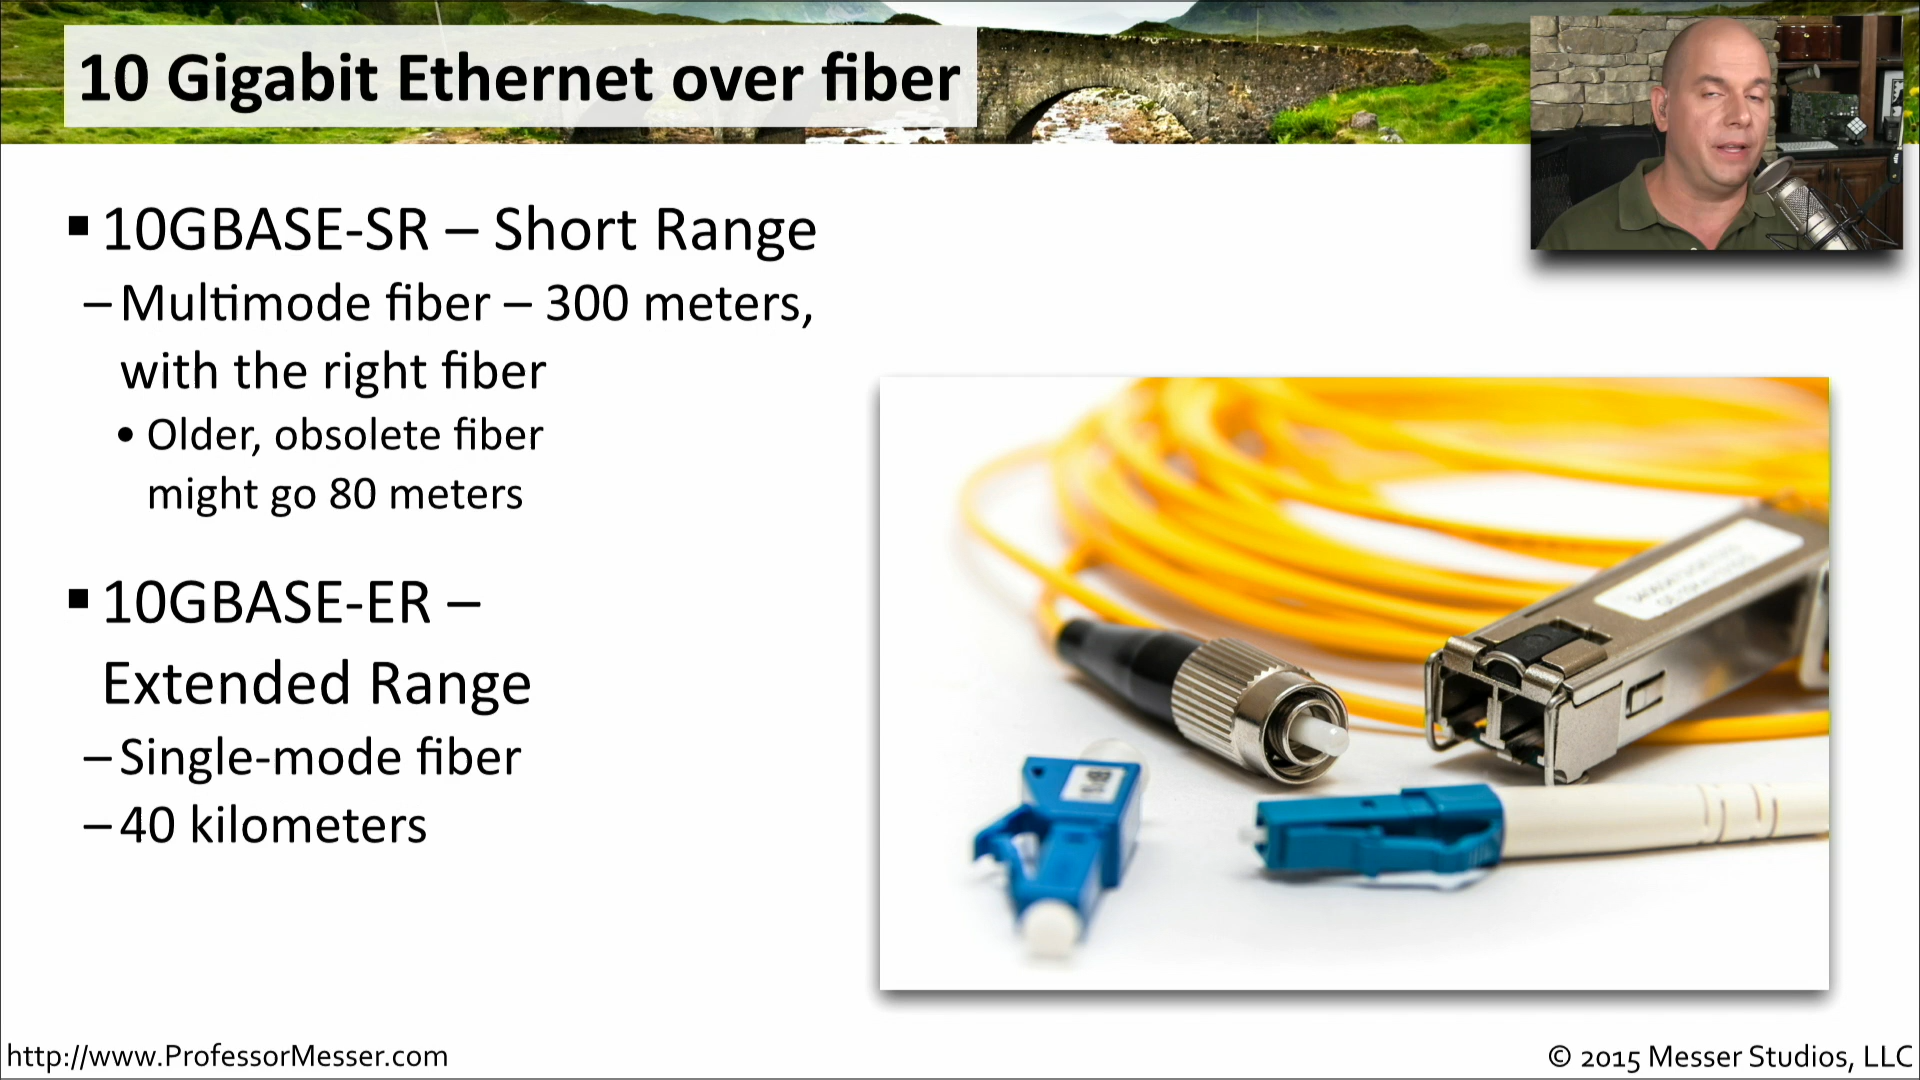 10 Gigabit Ethernet over fiber
▪ 10GBASE-SR – Short Range
– Multimode fiber – 300 meters,
with the right fiber
• Older, obsolete fiber
might go 80 meters
▪ 10GBASE-ER –
Extended Range
– Single-mode fiber
– 40 kilometers
http://www.ProfessorMesser.com
© 2015 Messer Studios, LLC